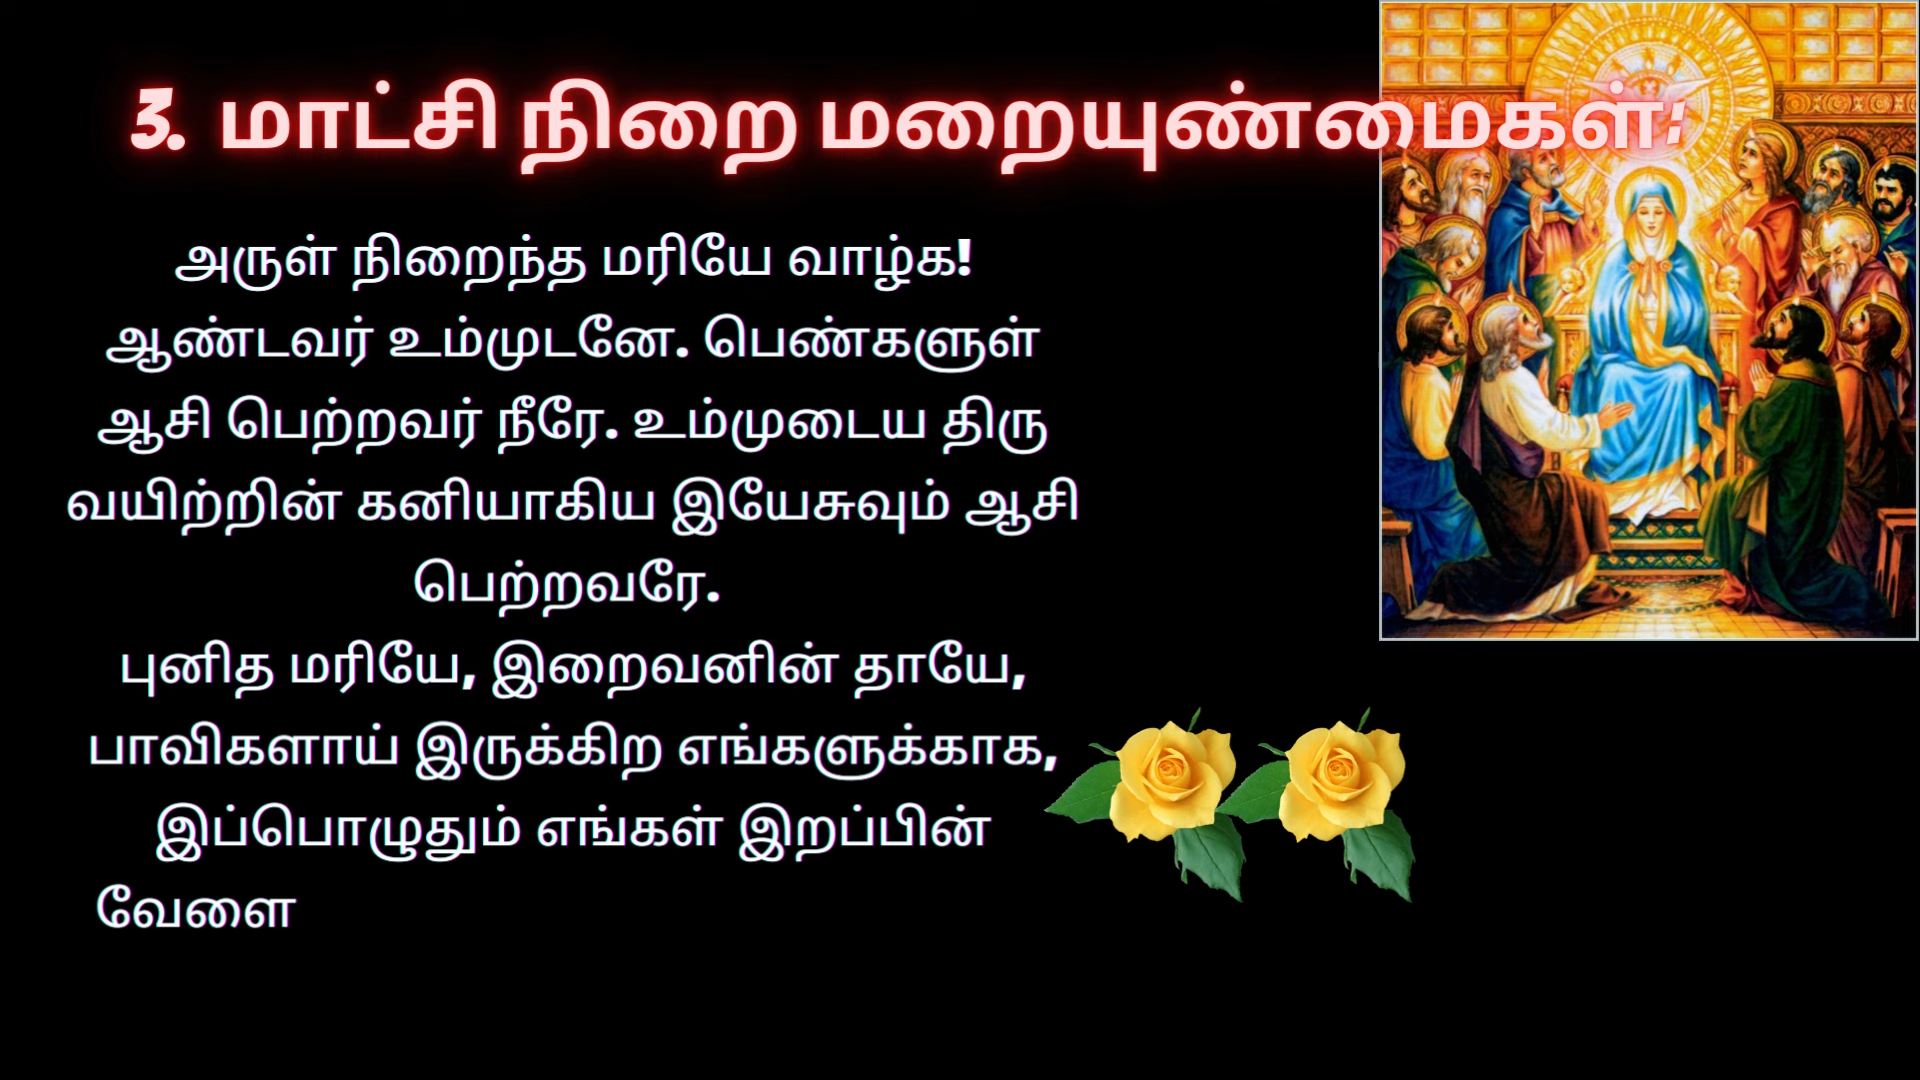 3. மாட்சி நிறை மறையுண்மைகள்:
அருள் நிறைந்த மரியே வாழ்க!
ஆண்டவர் உம்முடனே. பெண்களுள்
ஆசி பெற்றவர் நீரே. உம்முடைய திரு
வயிற்றின் கனியாகிய இயேசுவும் ஆசி
பெற்றவரே.
புனித மரியே, இறைவனின் தாயே,
பாவிகளாய் இருக்கிற எங்களுக்காக,
இப்பொழுதும் எங்கள் இறப்பின்
வேளை